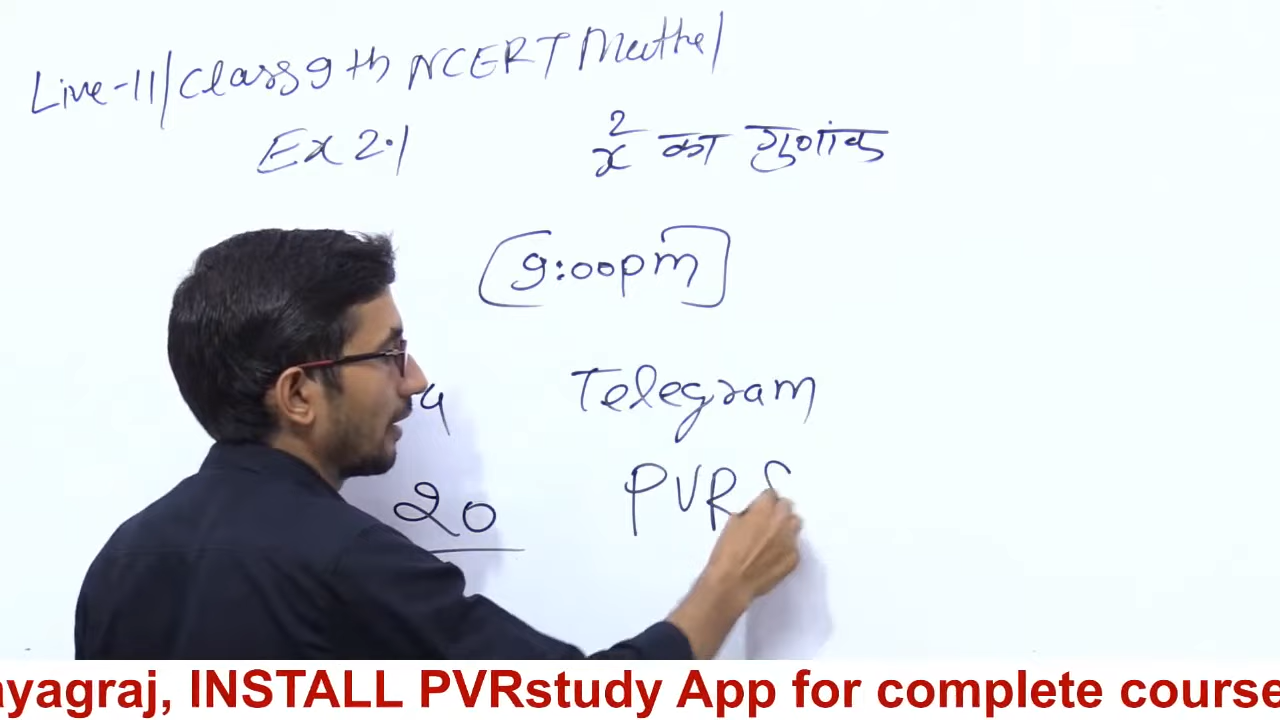 Live-11/Class 9th NCERT Maths/
Ex 2.1
x² का गुणांक
9:00pm
Telegram
20
PVR S
ayagraj, INSTALL PVRstudy App for complete course